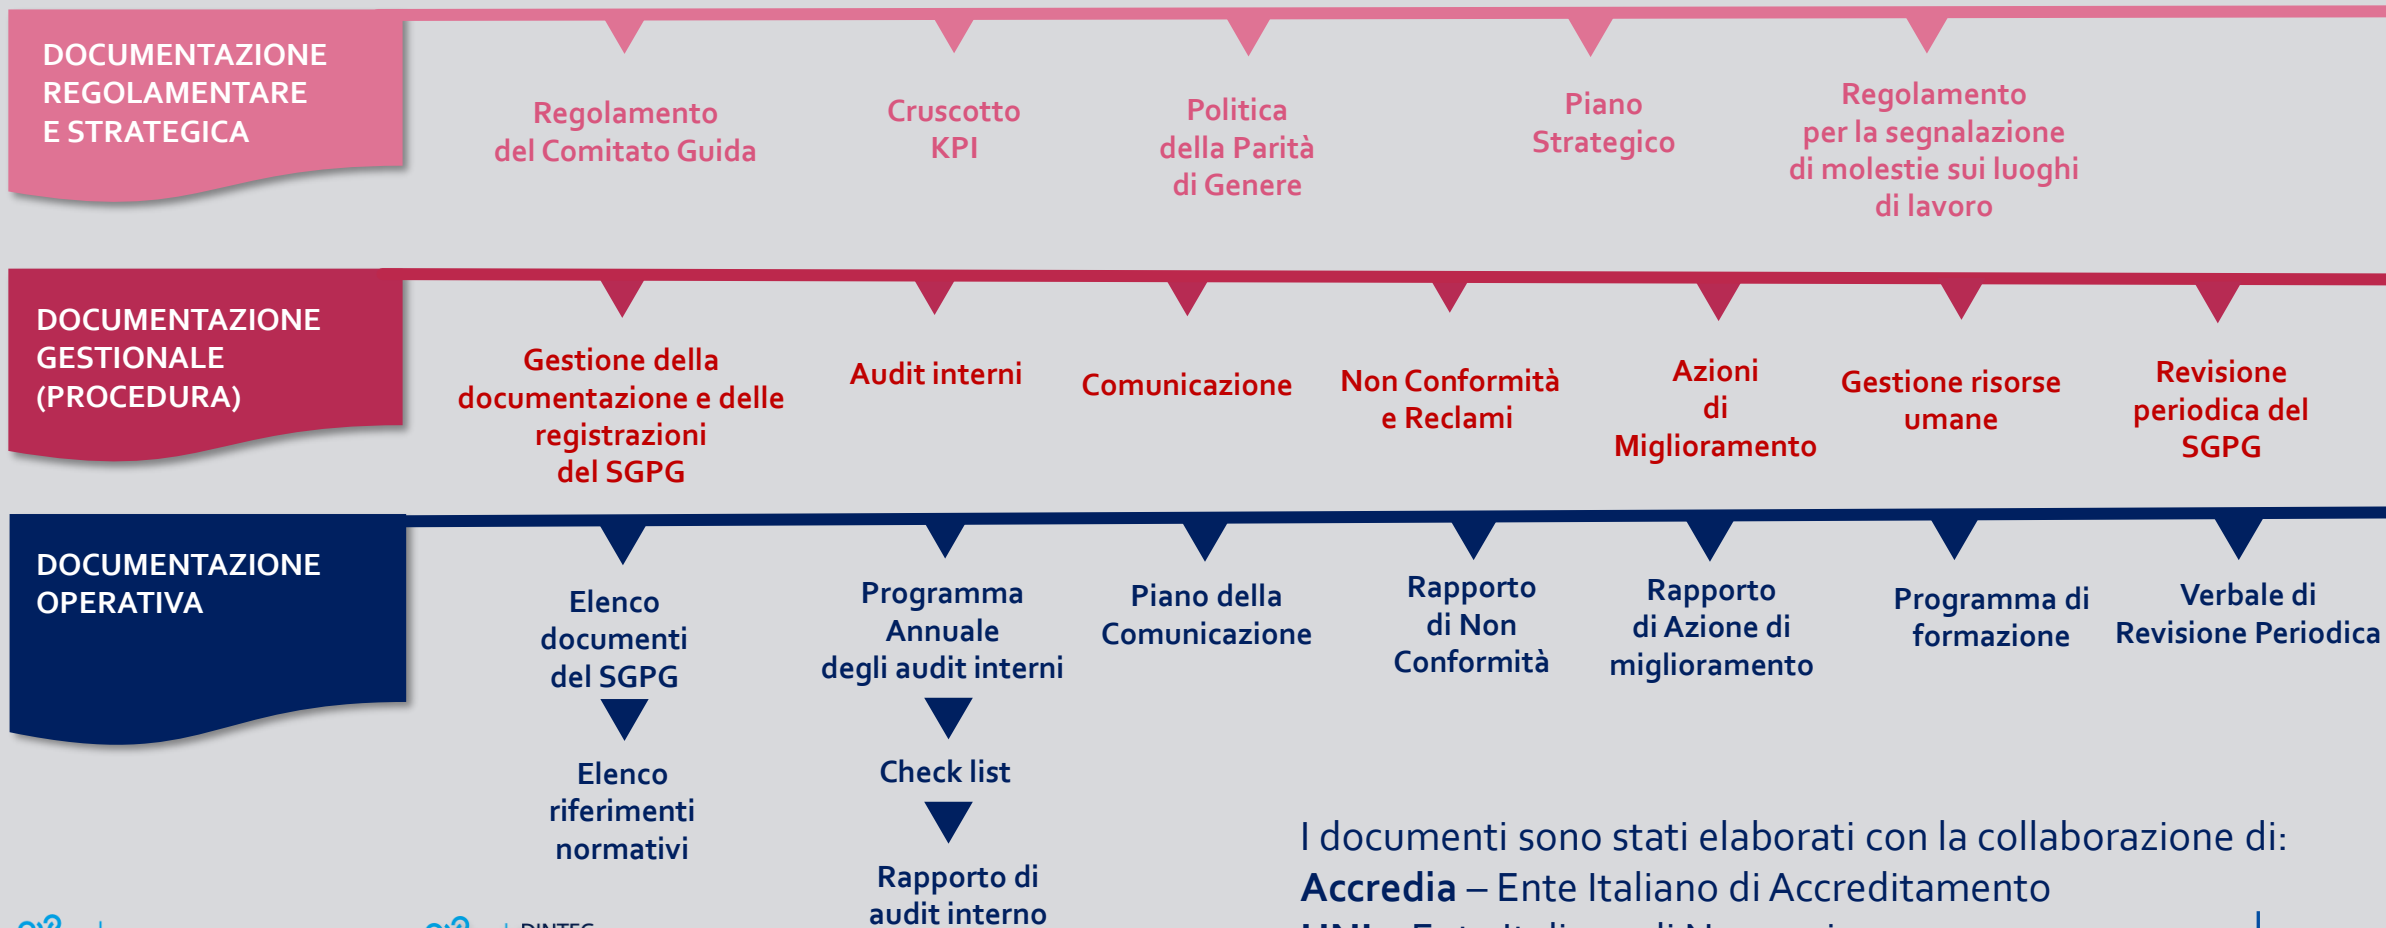 DOCUMENTAZIONE
REGOLAMENTARE
E STRATEGICA
Regolamento
del Comitato Guida
Cruscotto
KPI
Politica
della Parità
di Genere
Piano
Strategico
Regolamento
per la segnalazione
di molestie sui luoghi
di lavoro
DOCUMENTAZIONE
GESTIONALE
(PROCEDURA)
Gestione della
documentazione e delle
registrazioni
del SGPG
Audit interni
Comunicazione
Non Conformità
e Reclami
Azioni
di
Miglioramento
Gestione risorse
umane
Revisione
periodica del
SGPG
DOCUMENTAZIONE
OPERATIVA
Elenco
documenti
del SGPG
Elenco
riferimenti
normativi
Programma
Annuale
degli audit interni
Check list
Rapporto di
audit interno
Piano della
Comunicazione
Rapporto
di Non
Conformità
Rapporto
di Azione di
miglioramento
Programma di
formazione
Verbale di
Revisione Periodica
I documenti sono stati elaborati con la collaborazione di:
Accredia – Ente Italiano di Accreditamento